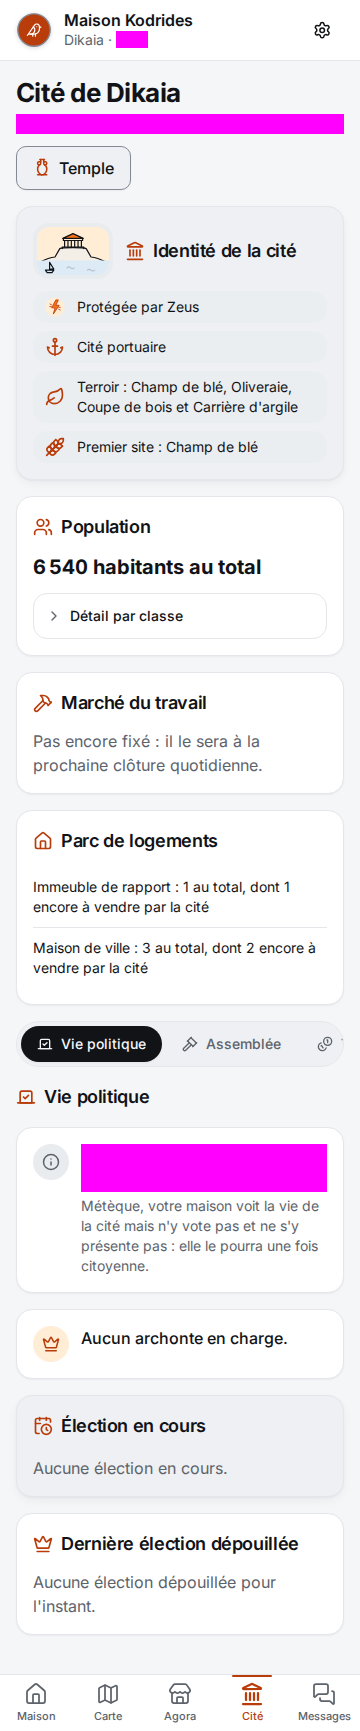 Maison Kodrides
Dikaia ·
Cité de Dikaia
Temple
Identité de la cité
Protégée par Zeus
Cité portuaire
Terroir : Champ de blé, Oliveraie,
Coupe de bois et Carrière d'argile
Premier site : Champ de blé
Population
6 540 habitants au total
Détail par classe
Marché du travail
Pas encore fixé : il le sera à la
prochaine clôture quotidienne.
Parc de logements
Immeuble de rapport : 1 au total, dont 1
encore à vendre par la cité
Maison de ville : 3 au total, dont 2 encore à
vendre par la cité
Vie politique
Assemblée
Vie politique
Métèque, votre maison voit la vie de
la cité mais n'y vote pas et ne s'y
présente pas : elle le pourra une fois
citoyenne.
Aucun archonte en charge.
Élection en cours
Aucune élection en cours.
Dernière élection dépouillée
Aucune élection dépouillée pour
l'instant.
Maison
Carte
Agora
Cité
Messages